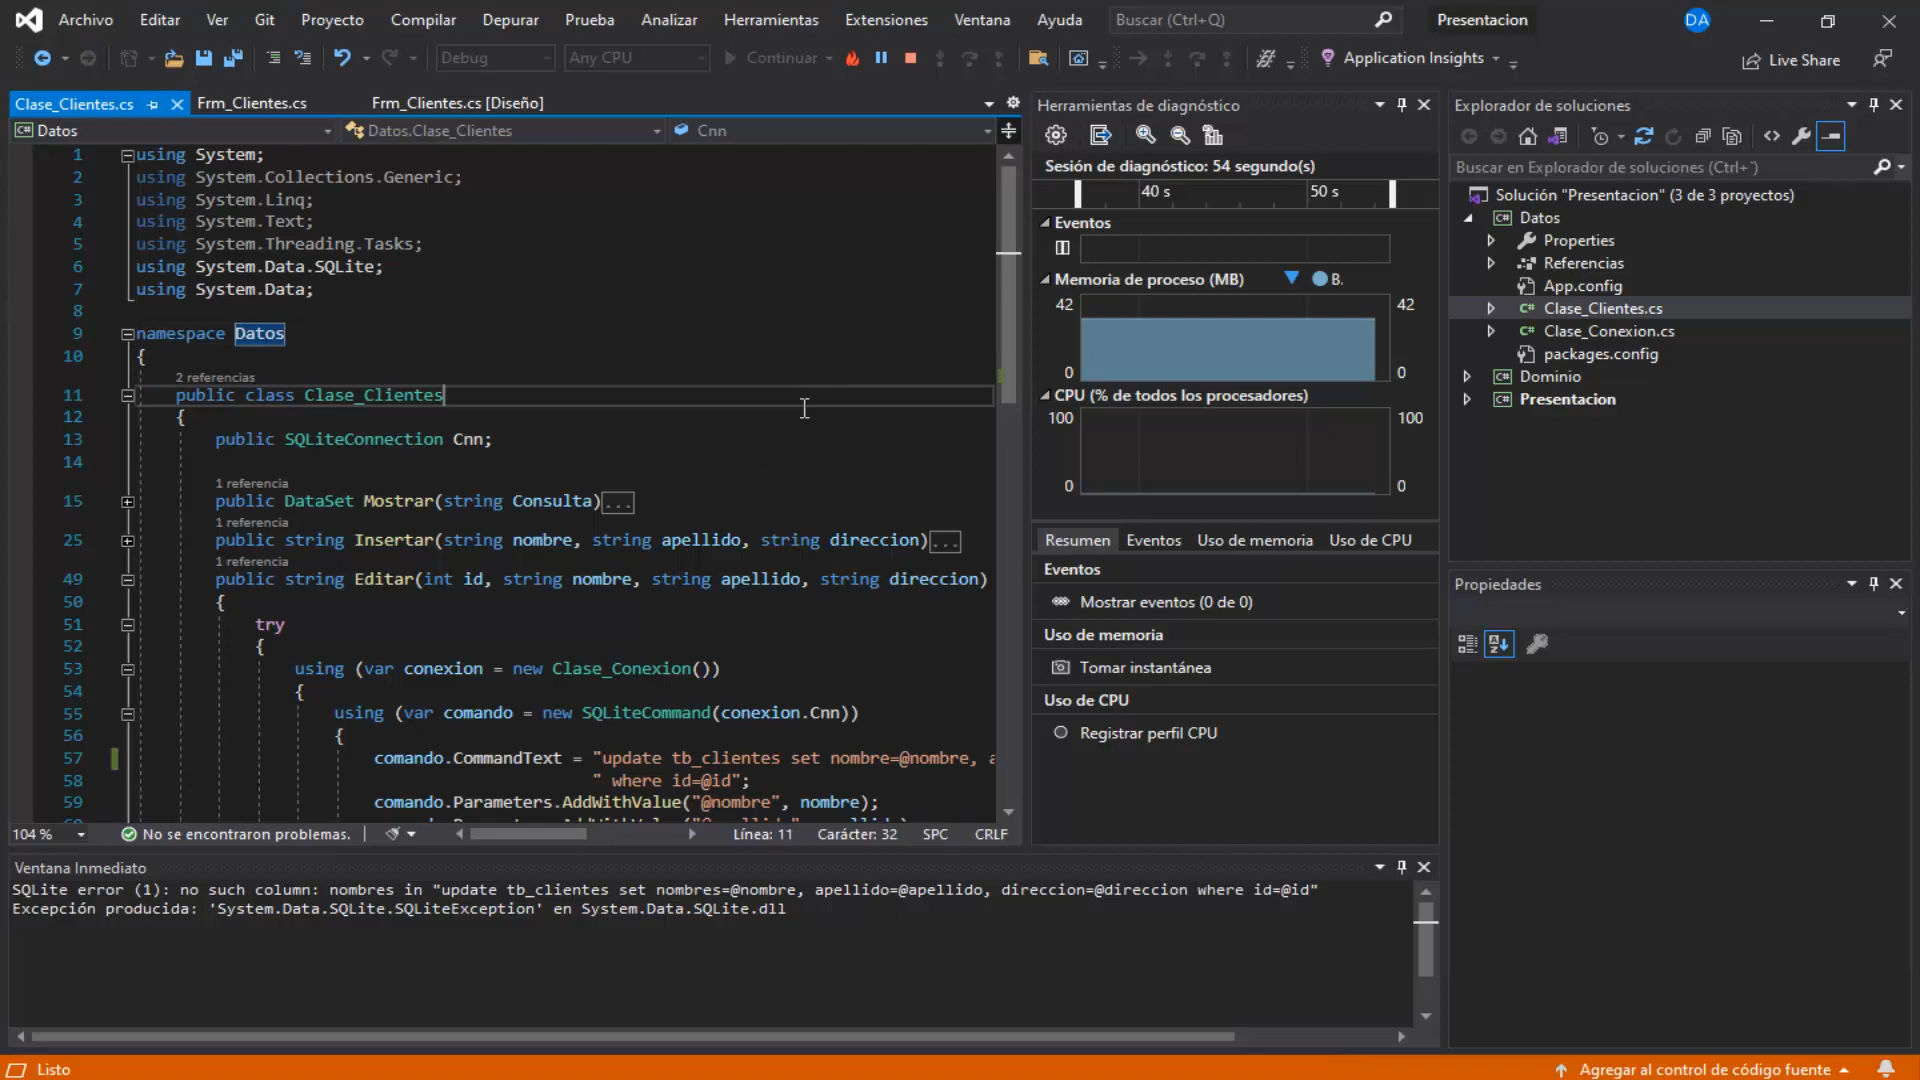 Archivo Editar Ver Git Proyecto Compilar Depurar Prueba Analizar Herramientas Extensiones Ventana Ayuda Buscar (Ctrl+Q) Presentacion DA
Debug Any CPU Continuar Application Insights Live Share
Clase_Clientes.cs Frm_Clientes.cs Frm_Clientes.cs [Diseño]
Datos Datos.Clase_Clientes Cnn
1 using System;
2 using System.Collections.Generic;
3 using System.Linq;
4 using System.Text;
5 using System.Threading.Tasks;
6 using System.Data.SQLite;
7 using System.Data;
8
9 namespace Datos
10 {
2 referencias
11 public class Clase_Clientes
12 {
13 public SQLiteConnection Cnn;
14
1 referencia
15 public DataSet Mostrar(string Consulta)...
1 referencia
25 public string Insertar(string nombre, string apellido, string direccion)...
1 referencia
49 public string Editar(int id, string nombre, string apellido, string direccion)
50 {
51 try
52 {
53 using (var conexion = new Clase_Conexion())
54 {
55 using (var comando = new SQLiteCommand(conexion.Cnn))
56 {
57 comando.CommandText = "update tb_clientes set nombre=@nombre, a
58 " where id=@id";
59 comando.Parameters.AddWithValue("@nombre", nombre);
104 % No se encontraron problemas. Línea: 11 Carácter: 32 SPC CRLF
Herramientas de diagnóstico
Sesión de diagnóstico: 54 segundo(s)
40 s 50 s
Eventos
Memoria de proceso (MB) B.
42 42
0 0
CPU (% de todos los procesadores)
100 100
0 0
Resumen Eventos Uso de memoria Uso de CPU
Eventos
Mostrar eventos (0 de 0)
Uso de memoria
Tomar instantánea
Uso de CPU
Registrar perfil CPU
Explorador de soluciones
Buscar en Explorador de soluciones (Ctrl+`)
Solución "Presentacion" (3 de 3 proyectos)
Datos
Properties
Referencias
App.config
Clase_Clientes.cs
Clase_Conexion.cs
packages.config
Dominio
Presentacion
Propiedades
Ventana Inmediato
SQLite error (1): no such column: nombres in "update tb_clientes set nombres=@nombre, apellido=@apellido, direccion=@direccion where id=@id"
Excepción producida: 'System.Data.SQLite.SQLiteException' en System.Data.SQLite.dll
Listo Agregar al control de código fuente